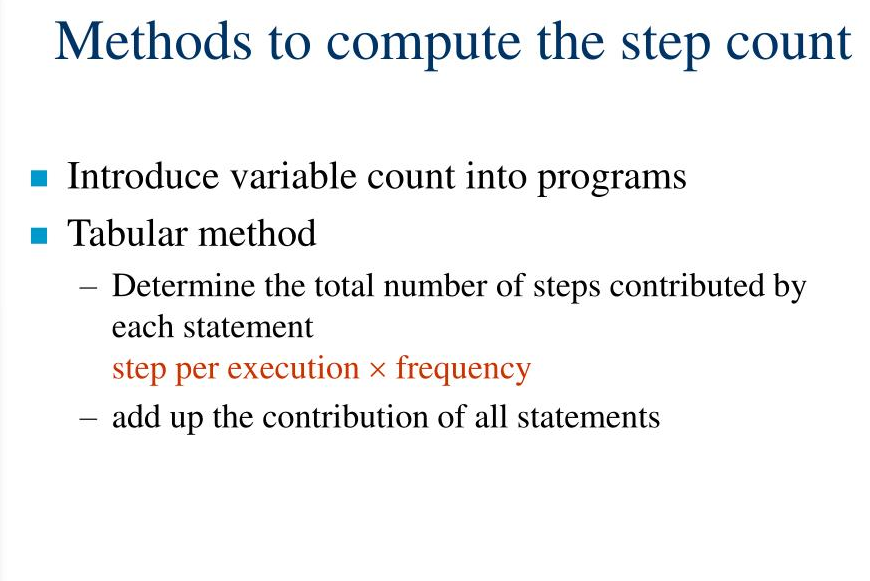 Methods to compute the step count
Introduce variable count into programs
Tabular method
– Determine the total number of steps contributed by
each statement
step per execution × frequency
– add up the contribution of all statements